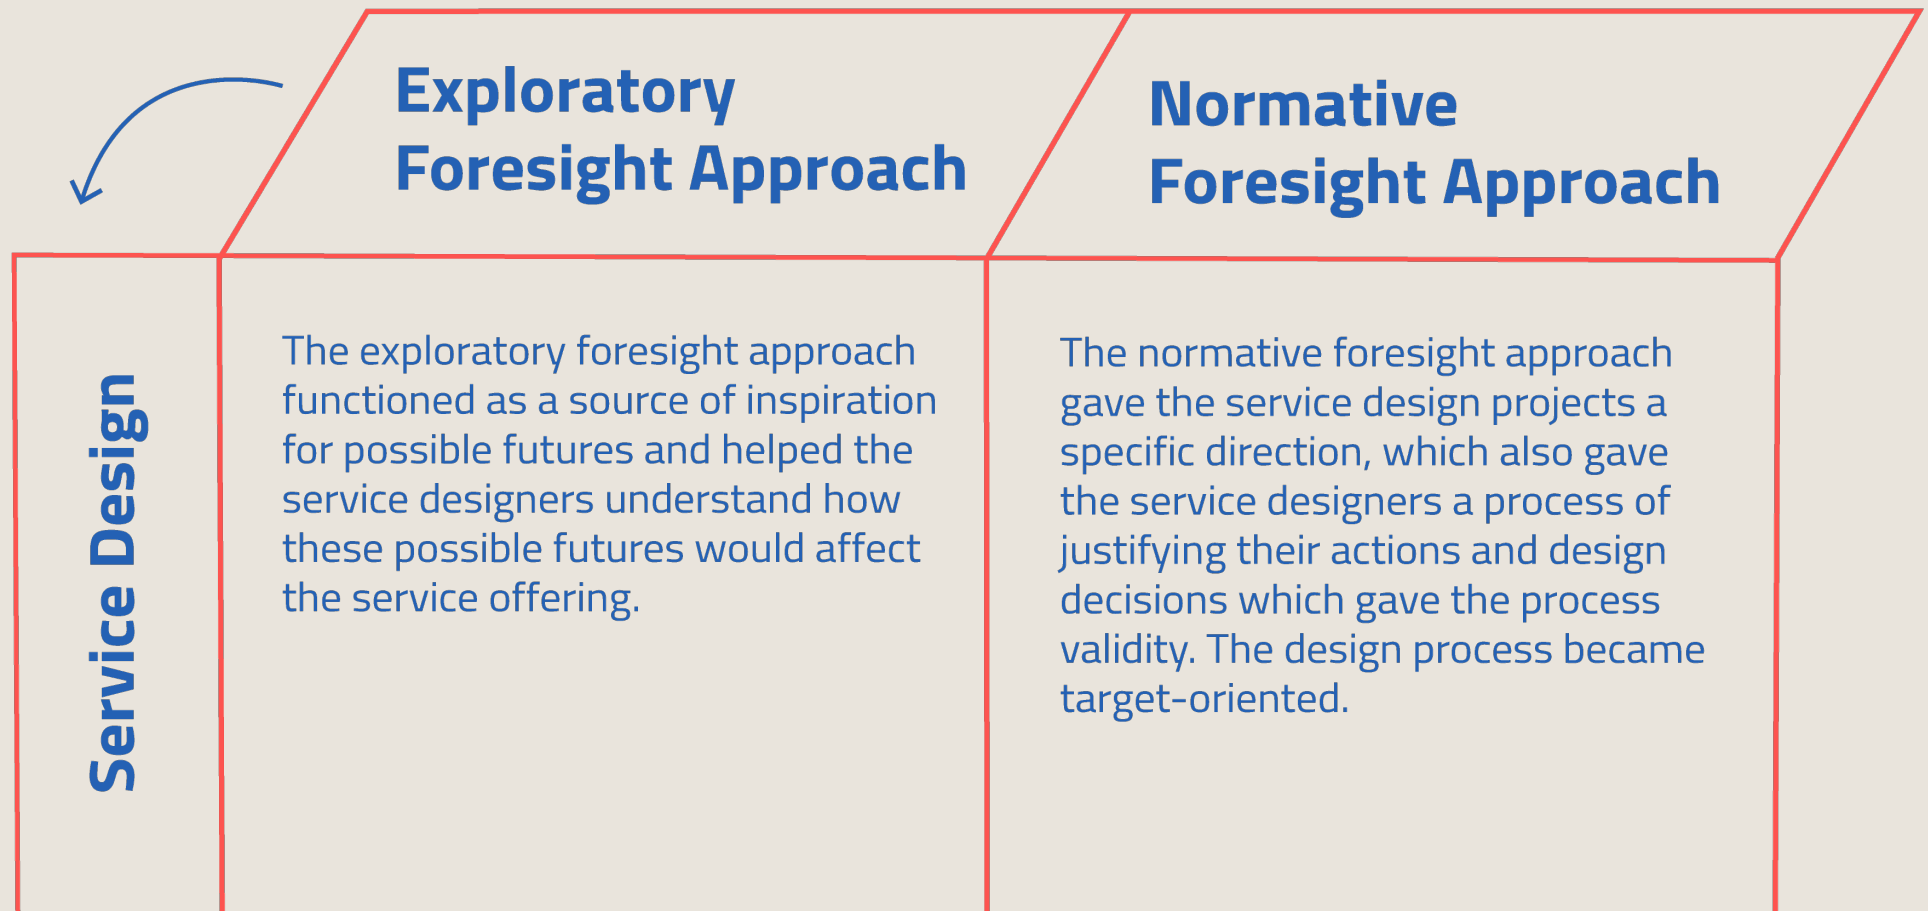 Exploratory
Foresight Approach
Normative
Foresight Approach
Service Design
The exploratory foresight approach
functioned as a source of inspiration
for possible futures and helped the
service designers understand how
these possible futures would affect
the service offering.
The normative foresight approach
gave the service design projects a
specific direction, which also gave
the service designers a process of
justifying their actions and design
decisions which gave the process
validity. The design process became
target-oriented.